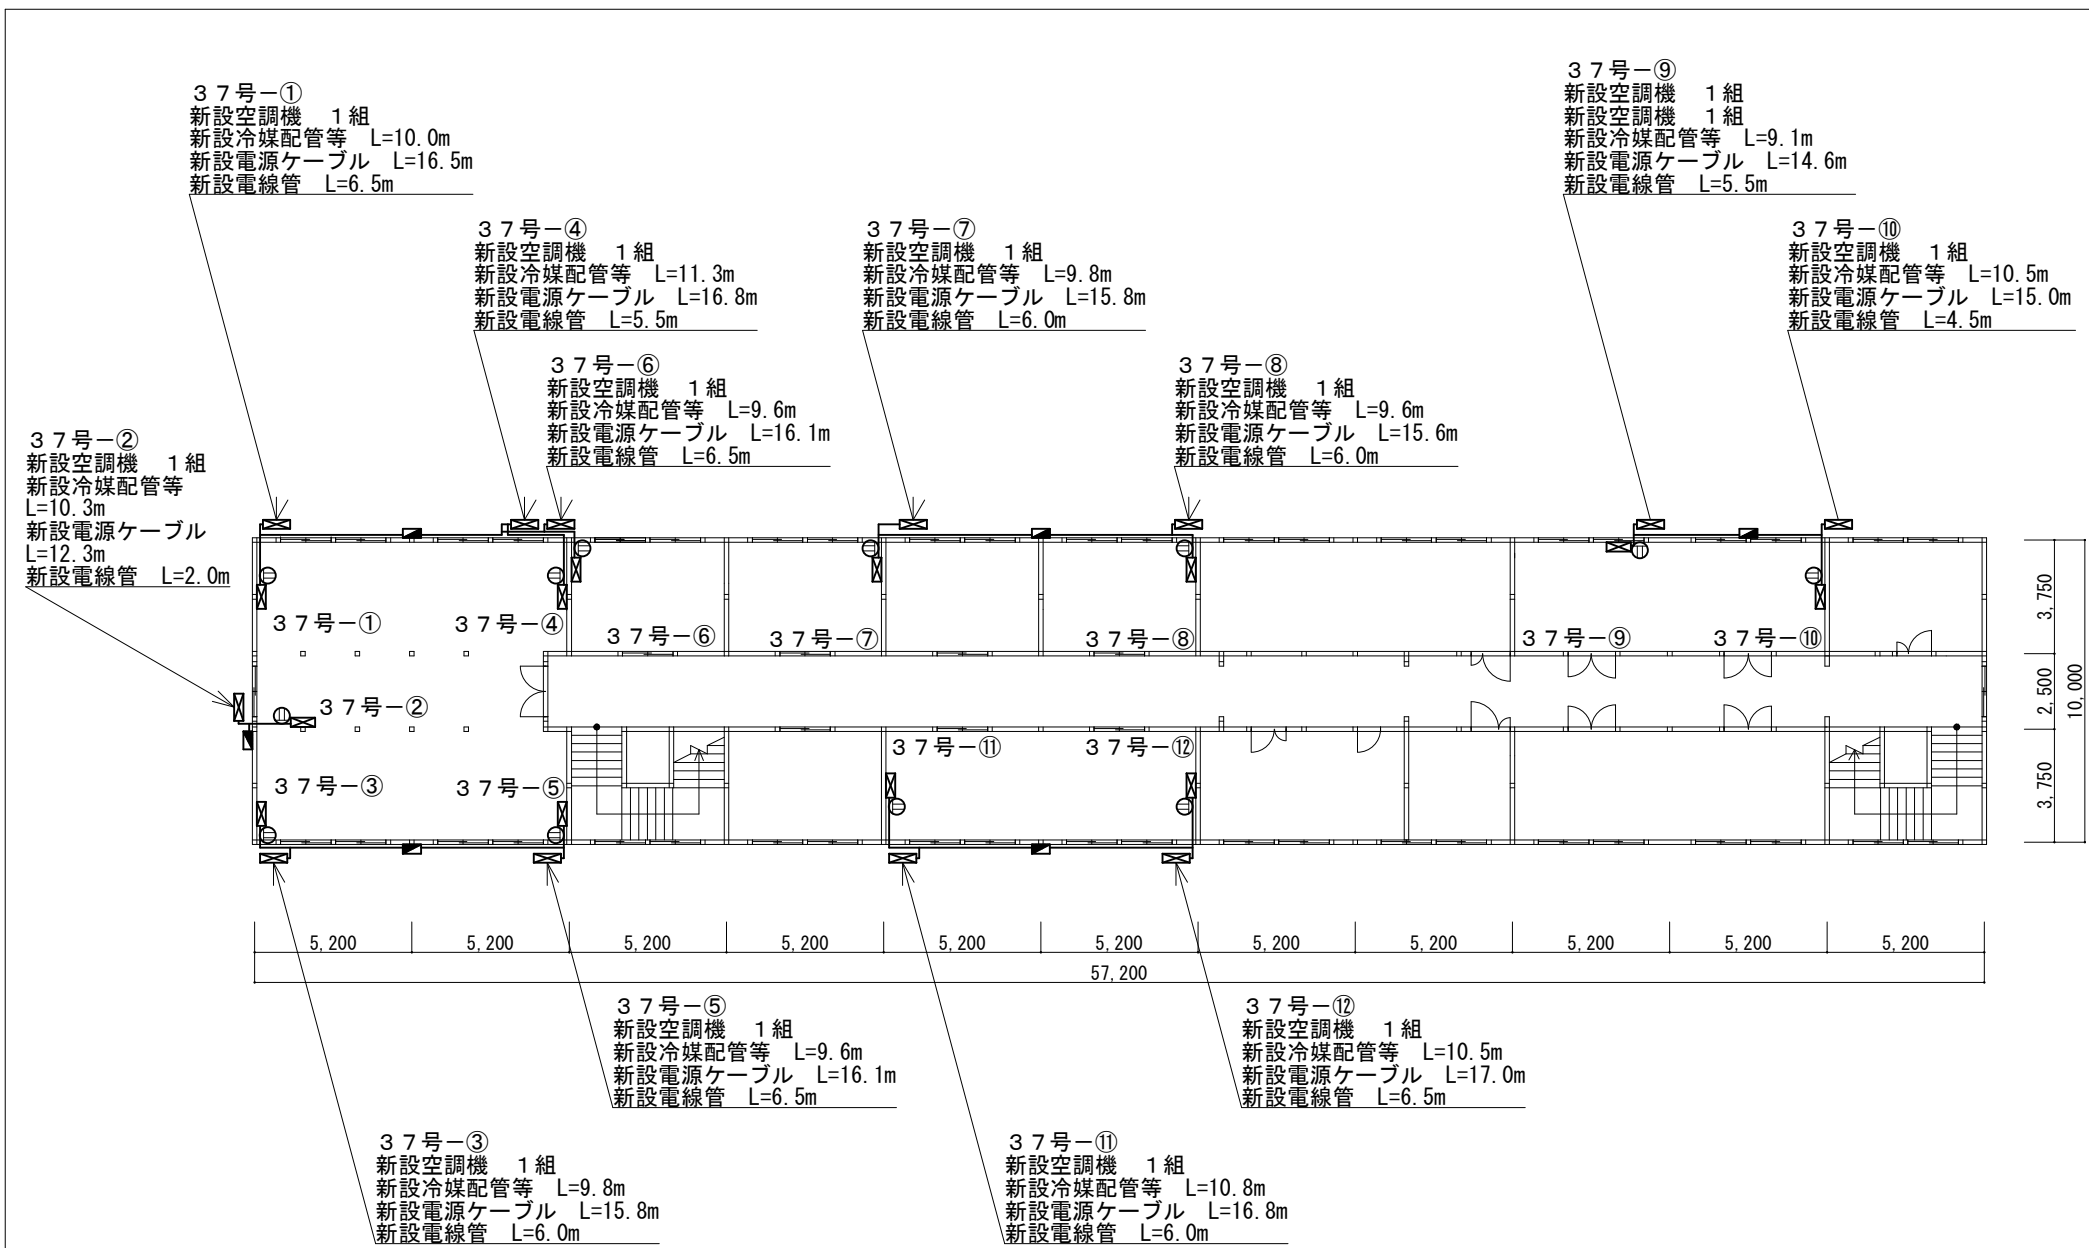 ３７号－①
新設空調機　１組
新設冷媒配管等　L=10.0m
新設電源ケーブル　L=16.5m
新設電線管　L=6.5m
３７号－⑨
新設空調機　１組
新設空調機　１組
新設冷媒配管等　L=9.1m
新設電源ケーブル　L=14.6m
新設電線管　L=5.5m
３７号－④
新設空調機　１組
新設冷媒配管等　L=11.3m
新設電源ケーブル　L=16.8m
新設電線管　L=5.5m
３７号－⑦
新設空調機　１組
新設冷媒配管等　L=9.8m
新設電源ケーブル　L=15.8m
新設電線管　L=6.0m
３７号－⑩
新設空調機　１組
新設冷媒配管等　L=10.5m
新設電源ケーブル　L=15.0m
新設電線管　L=4.5m
３７号－⑥
新設空調機　１組
新設冷媒配管等　L=9.6m
新設電源ケーブル　L=16.1m
新設電線管　L=6.5m
３７号－⑧
新設空調機　１組
新設冷媒配管等　L=9.6m
新設電源ケーブル　L=15.6m
新設電線管　L=6.0m
３７号－②
新設空調機　１組
新設冷媒配管等
L=10.3m
新設電源ケーブル
L=12.3m
新設電線管　L=2.0m
３７号－①
３７号－④
３７号－⑥
３７号－⑦
３７号－⑧
３７号－⑨
３７号－⑩
３７号－②
３７号－⑪
３７号－⑫
３７号－③
３７号－⑤
3,750
2,500
3,750
10,000
5,200
5,200
5,200
5,200
5,200
5,200
5,200
5,200
5,200
5,200
5,200
57,200
３７号－⑤
新設空調機　１組
新設冷媒配管等　L=9.6m
新設電源ケーブル　L=16.1m
新設電線管　L=6.5m
３７号－⑫
新設空調機　１組
新設冷媒配管等　L=10.5m
新設電源ケーブル　L=17.0m
新設電線管　L=6.5m
３７号－③
新設空調機　１組
新設冷媒配管等　L=9.8m
新設電源ケーブル　L=15.8m
新設電線管　L=6.0m
３７号－⑪
新設空調機　１組
新設冷媒配管等　L=10.8m
新設電源ケーブル　L=16.8m
新設電線管　L=6.0m